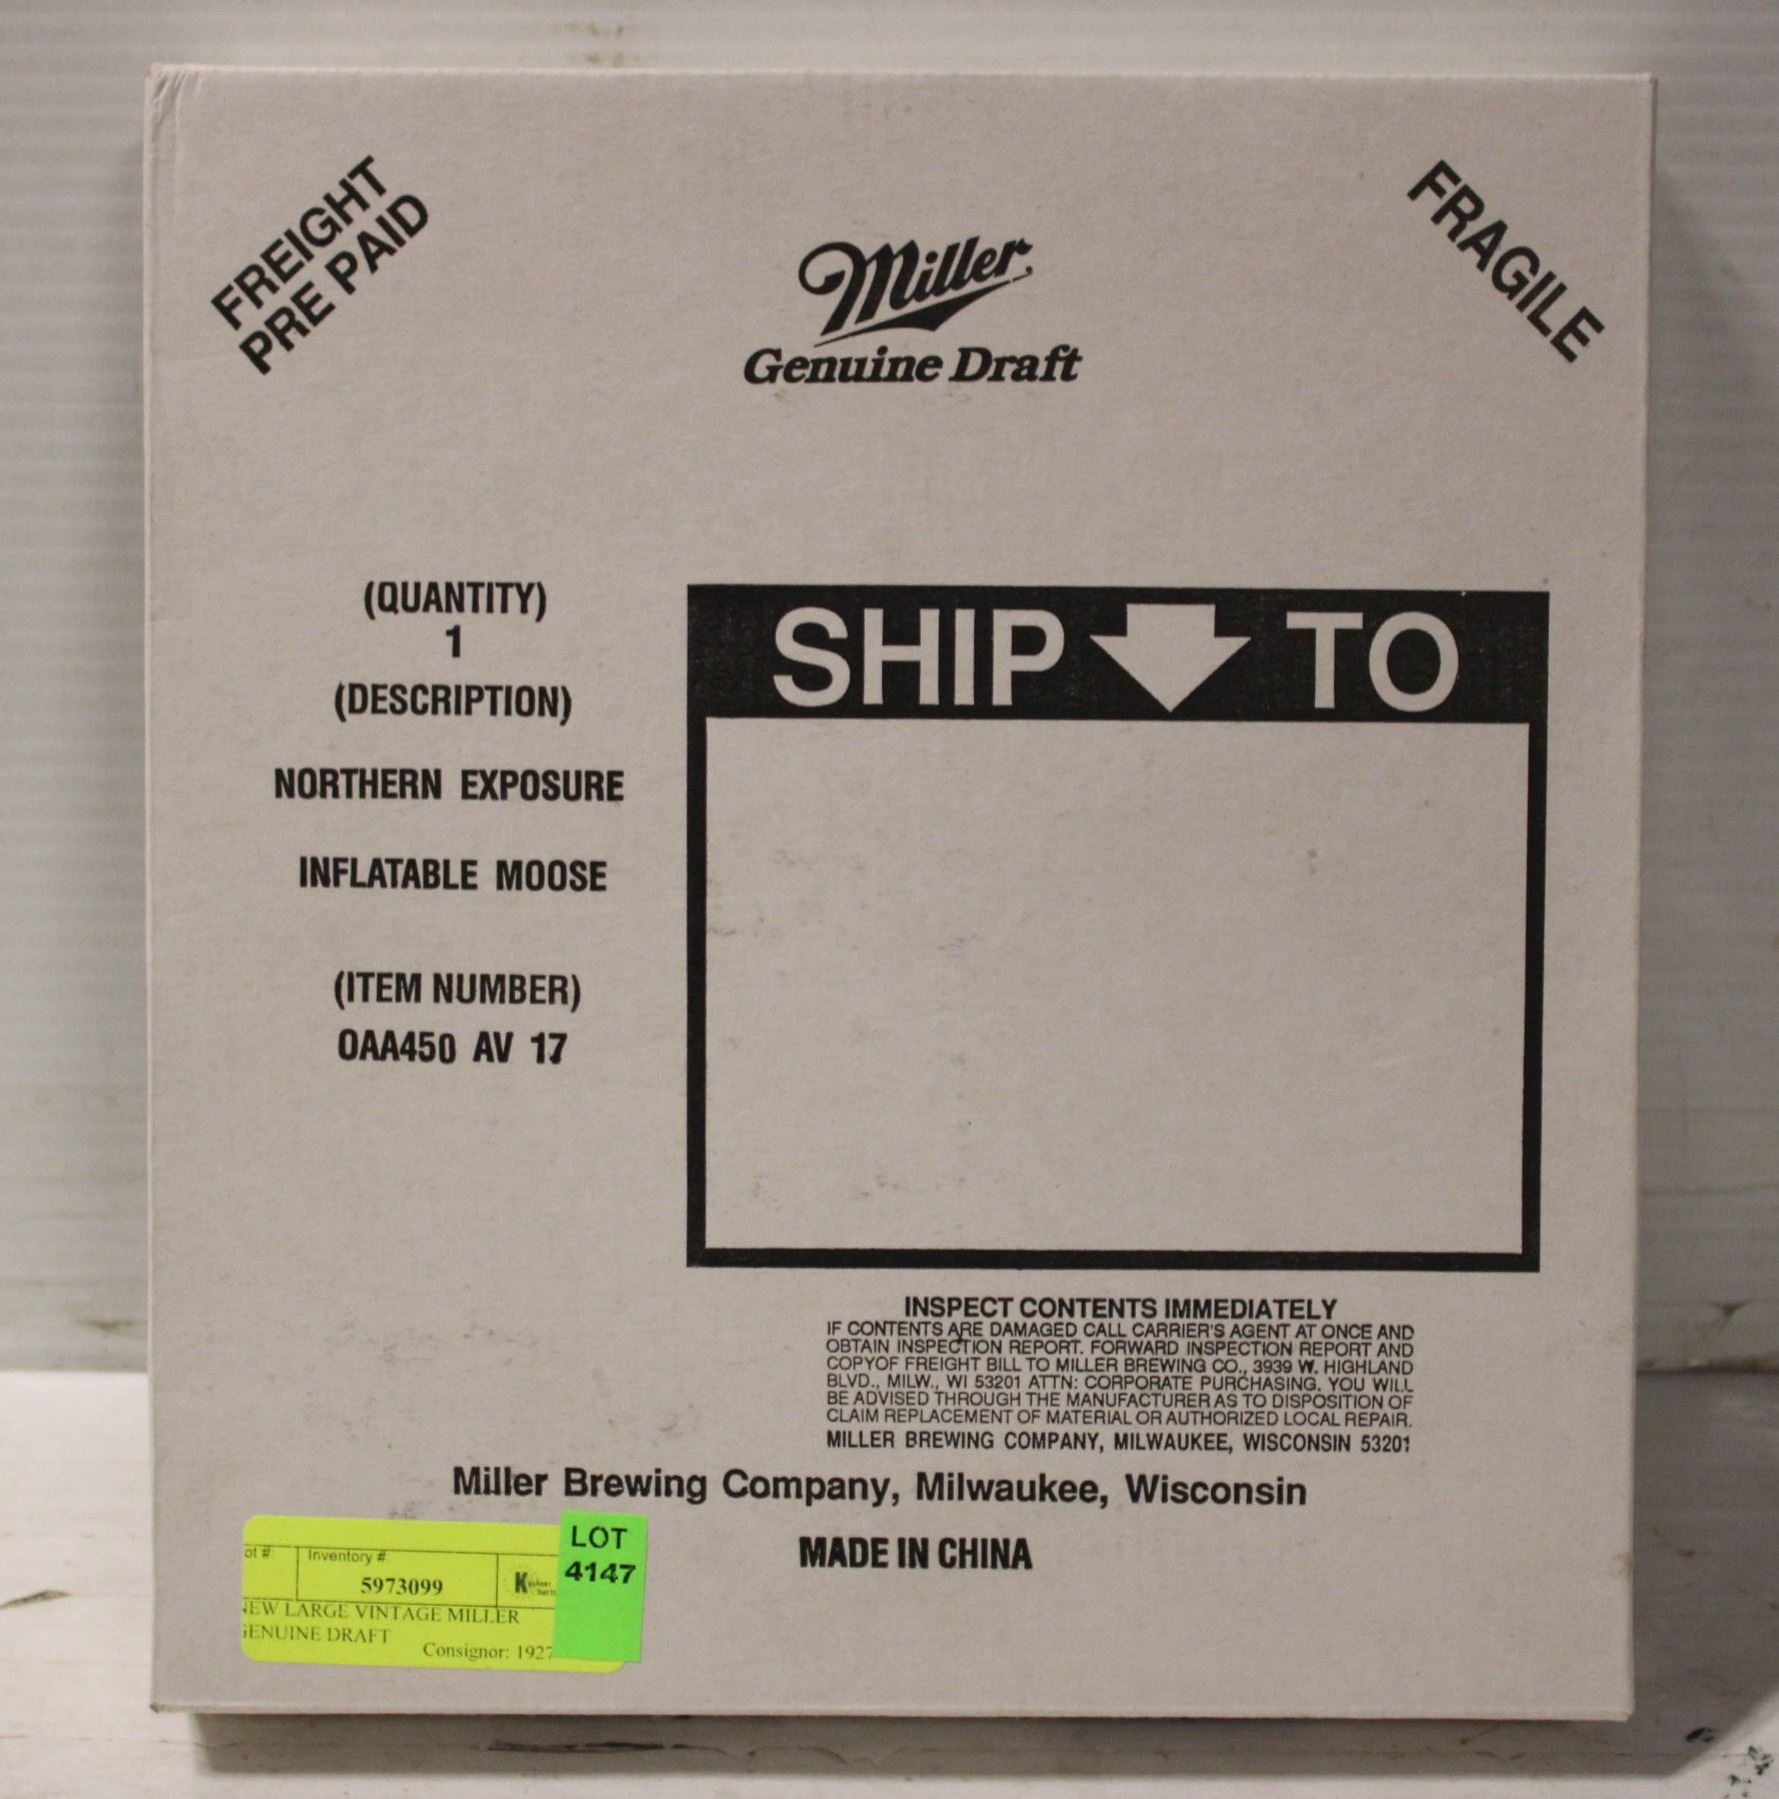 FREIGHT
PRE PAID
FRAGILE
Miller
Genuine Draft
(QUANTITY)
1
(DESCRIPTION)
NORTHERN EXPOSURE
INFLATABLE MOOSE
(ITEM NUMBER)
OAA450 AV 17
SHIP TO
INSPECT CONTENTS IMMEDIATELY
IF CONTENTS ARE DAMAGED CALL CARRIER'S AGENT AT ONCE AND
OBTAIN INSPECTION REPORT. FORWARD INSPECTION REPORT AND
COPYOF FREIGHT BILL TO MILLER BREWING CO., 3939 W. HIGHLAND
BLVD., MILW., WI 53201 ATTN: CORPORATE PURCHASING. YOU WILL
BE ADVISED THROUGH THE MANUFACTURER AS TO DISPOSITION OF
CLAIM REPLACEMENT OF MATERIAL OR AUTHORIZED LOCAL REPAIR.
MILLER BREWING COMPANY, MILWAUKEE, WISCONSIN 53201
Miller Brewing Company, Milwaukee, Wisconsin
MADE IN CHINA
LOT
4147
ot #: Inventory #:
5973099
EW LARGE VINTAGE MILLER
GENUINE DRAFT
Consignor: 1927